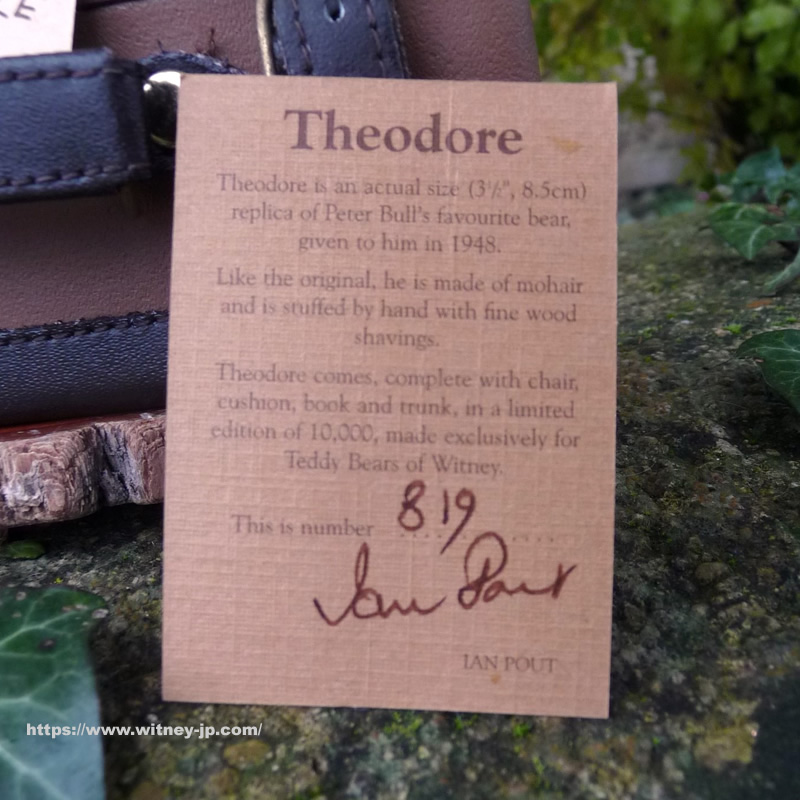 Theodore
Theodore is an actual size (3½", 8.5cm)
replica of Peter Bull's favourite bear,
given to him in 1948.
Like the original, he is made of mohair
and is stuffed by hand with fine wood
shavings.
Theodore comes, complete with chair,
cushion, book and trunk, in a limited
edition of 10,000, made exclusively for
Teddy Bears of Witney.
This is number 819
Ian Pout
IAN POUT
https://www.witney-jp.com/